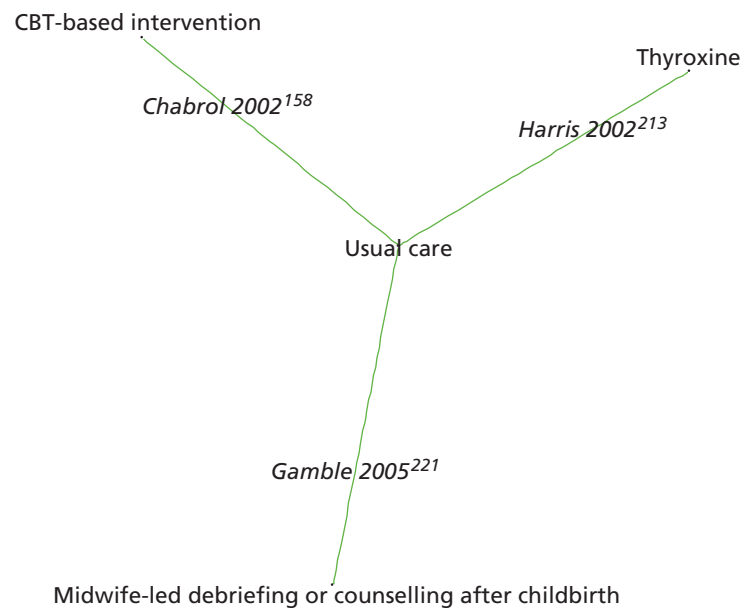 CBT-based intervention
Thyroxine
Chabrol 2002158
Harris 2002213
Usual care
Gamble 2005221
Midwife-led debriefing or counselling after childbirth